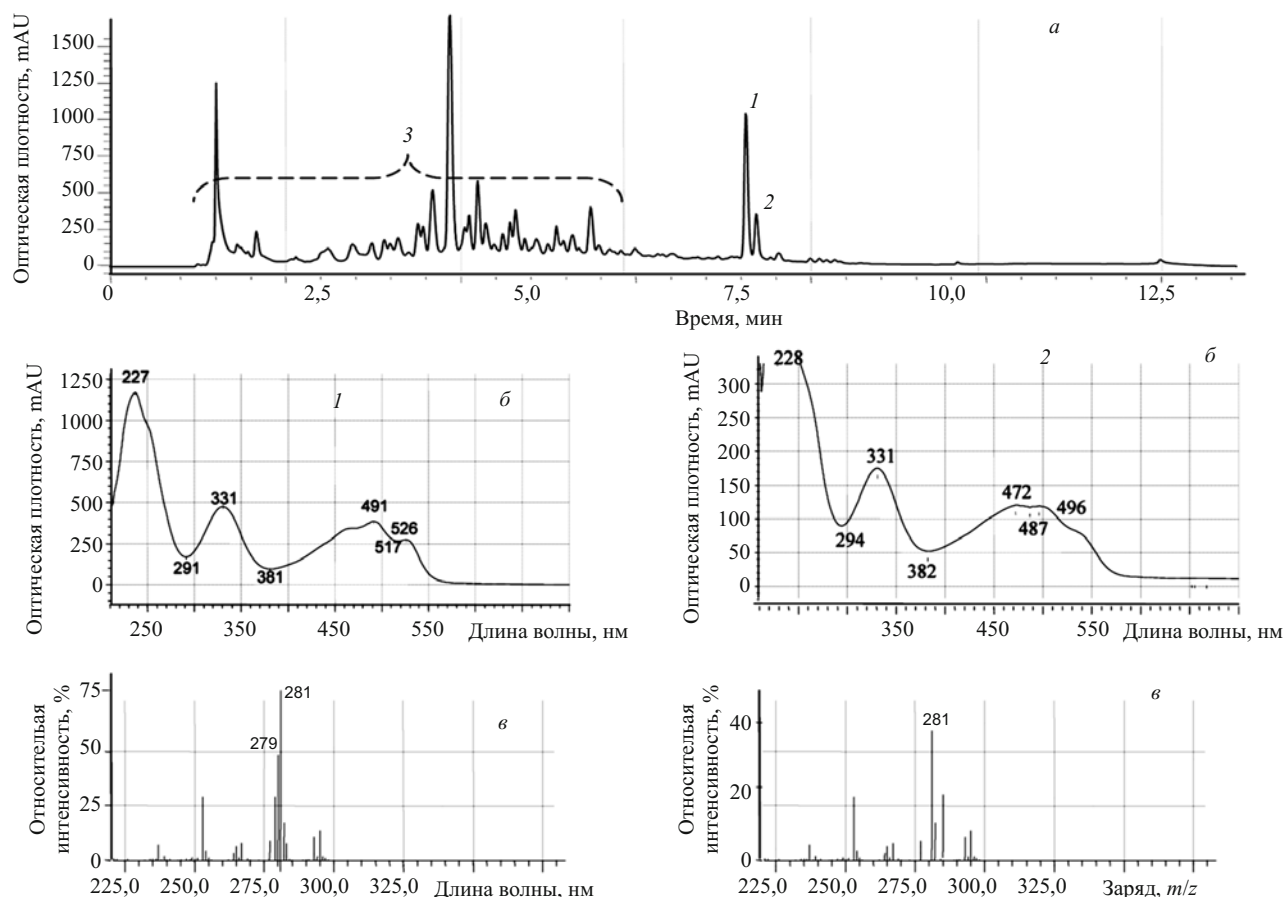 Оптическая плотность, mAU
1500
1250
1000
750
500
250
0
а
1
2
3
0 2,5 5,0 7,5 10,0 12,5
Время, мин
Оптическая плотность, mAU
1250
1000
750
500
250
0
227
1
б
331
491
526
517
291
381
250 350 450 550 Длина волны, нм
Оптическая плотность, mAU
300
250
200
150
100
50
0
228
2
б
331
472
496
487
294
382
350 450 550 Длина волны, нм
Относительая
интенсивность, %
75
50
25
0
281
279
в
225,0 250,0 275,0 300,0 325,0 Длина волны, нм
Относительая
интенсивность, %
40
20
0
281
в
225,0 250,0 275,0 300,0 Заряд, m/z